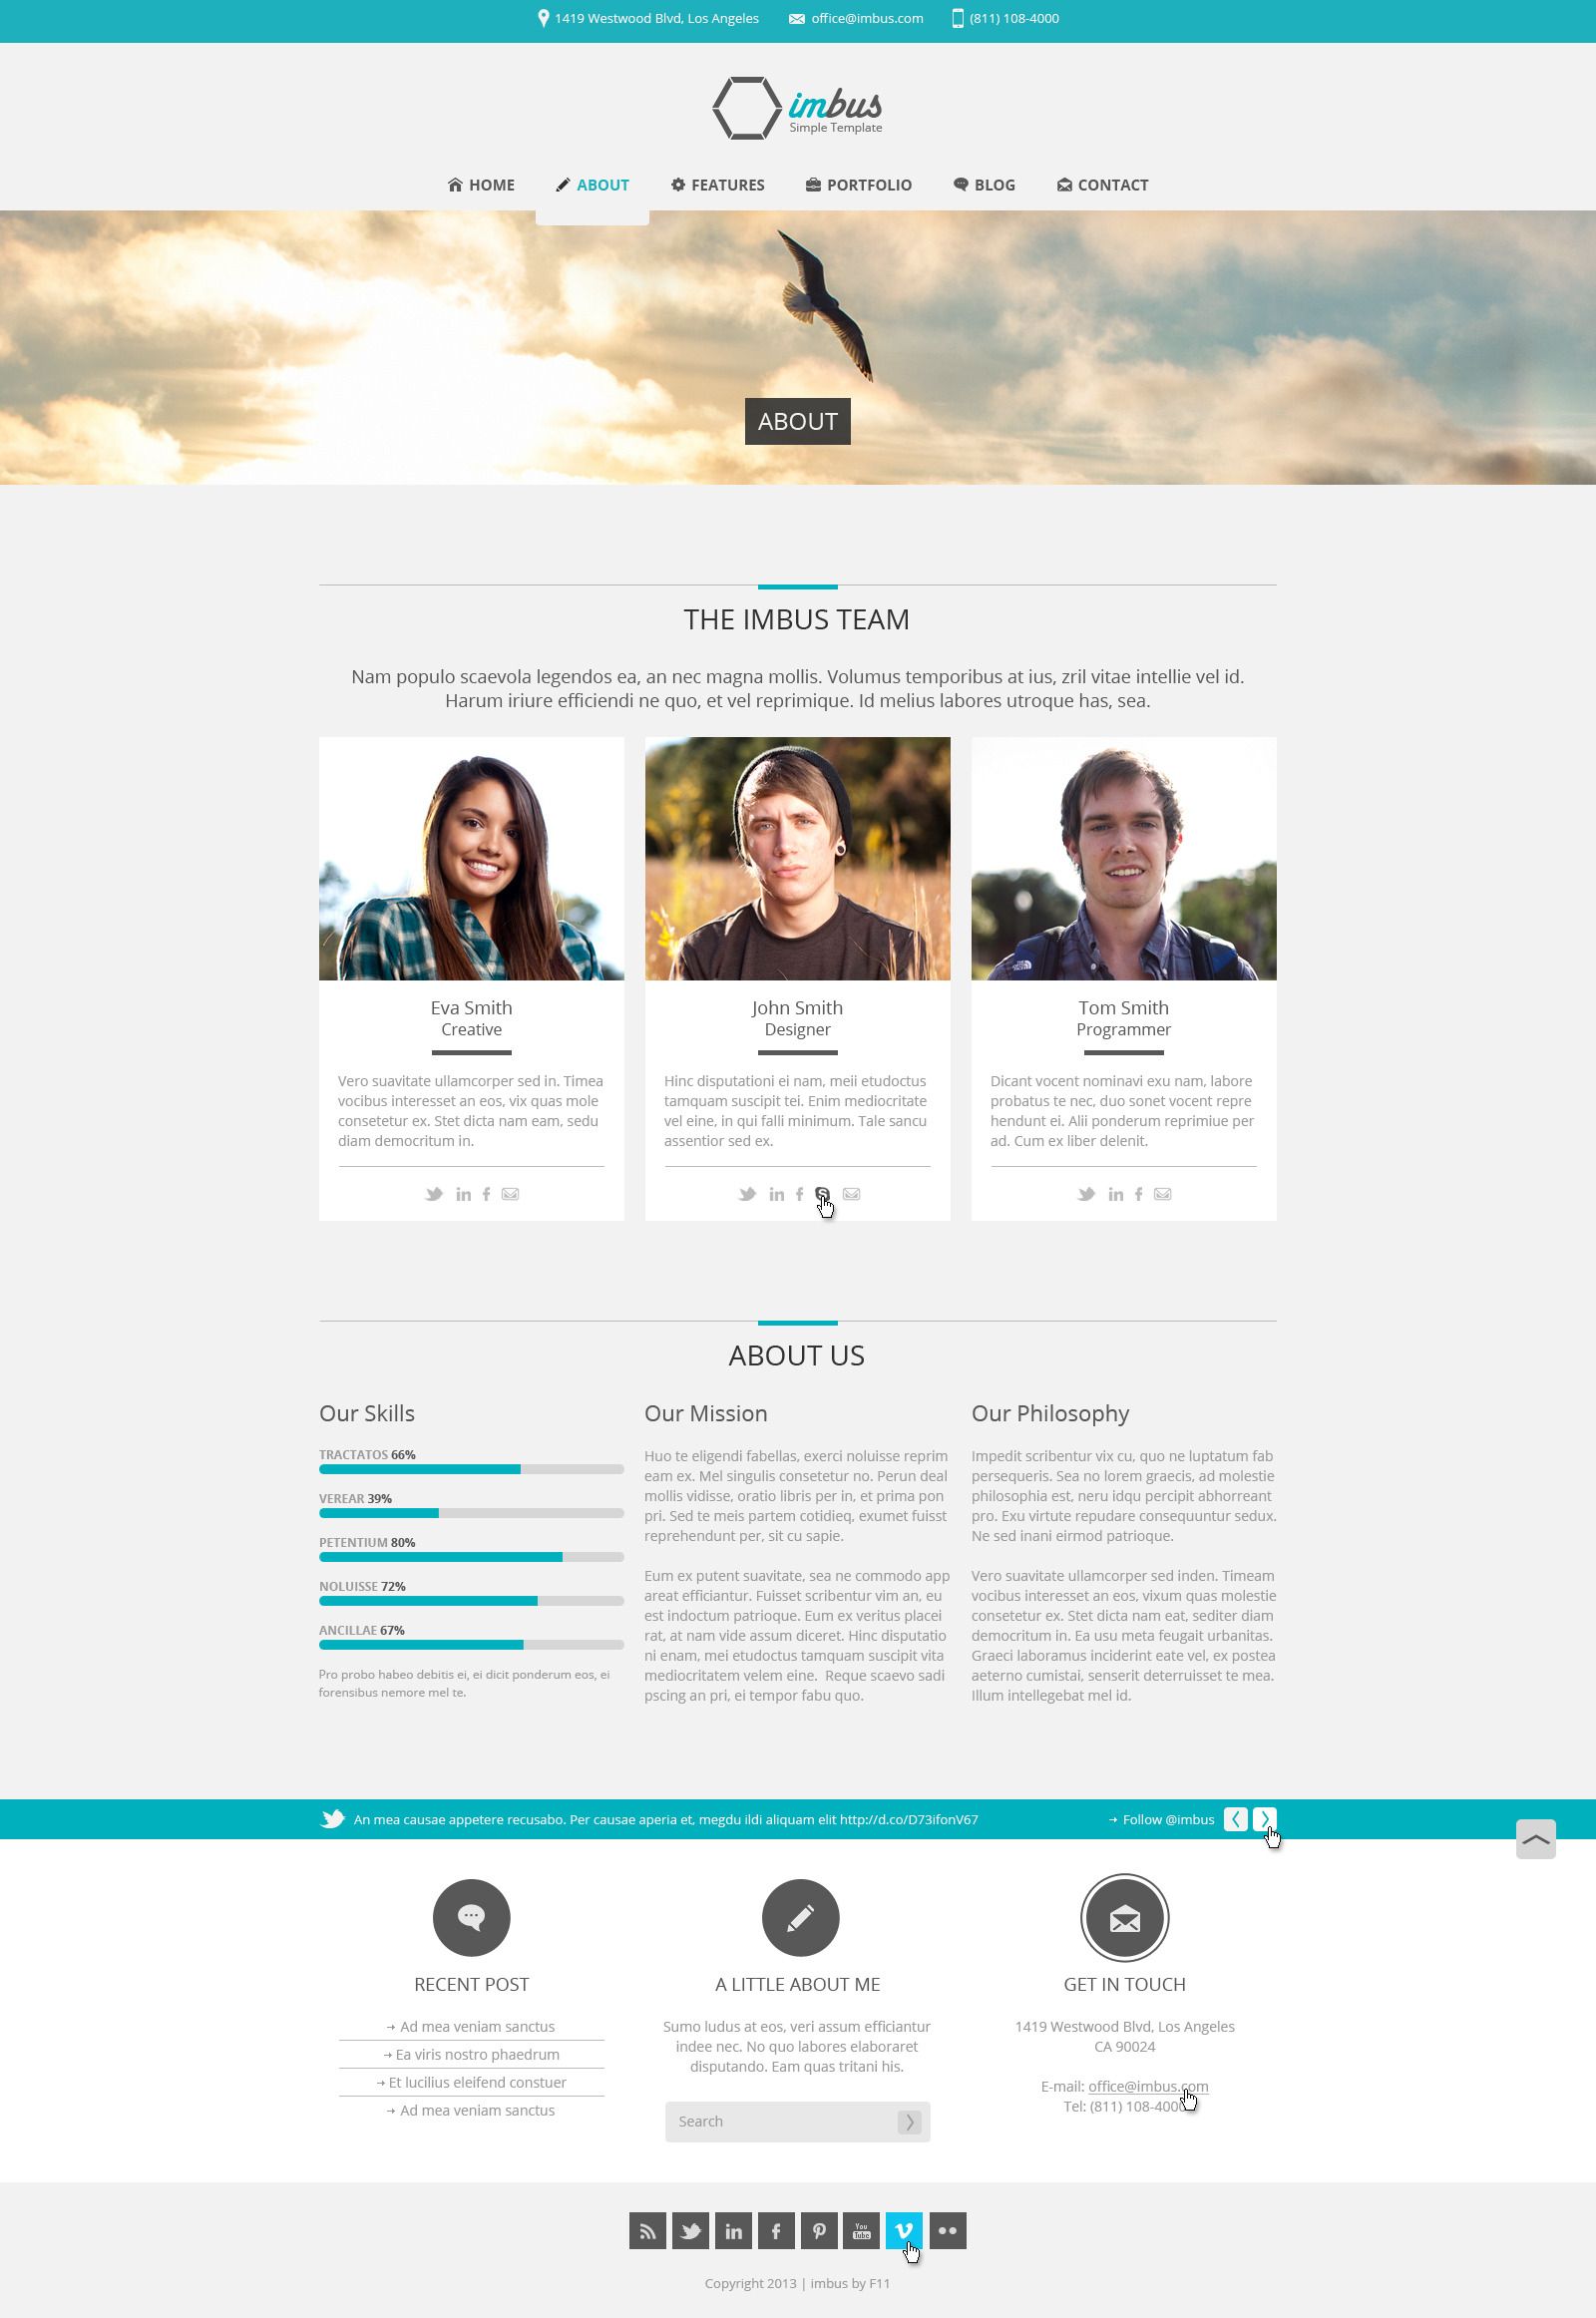 1419 Westwood Blvd, Los Angeles office@imbus.com (811) 108-4000
imbus
Simple Template
HOME ABOUT FEATURES PORTFOLIO BLOG CONTACT
ABOUT
THE IMBUS TEAM
Nam populo scaevola legendos ea, an nec magna mollis. Volumus temporibus at ius, zril vitae intellie vel id.
Harum iriure efficiendi ne quo, et vel reprimique. Id melius labores utroque has, sea.
Eva Smith
Creative
Vero suavitate ullamcorper sed in. Timea
vocibus interesset an eos, vix quas mole
consetetur ex. Stet dicta nam eam, sedu
diam democritum in.
John Smith
Designer
Hinc disputationi ei nam, meii etudoctus
tamquam suscipit tei. Enim mediocritate
vel eine, in qui falli minimum. Tale sancu
assentior sed ex.
Tom Smith
Programmer
Dicant vocent nominavi exu nam, labore
probatus te nec, duo sonet vocent repre
hendunt ei. Alii ponderum reprimiue per
ad. Cum ex liber delenit.
ABOUT US
Our Skills
TRACTATOS 66%
VEREAR 39%
PETENTIUM 80%
NOLUISSE 72%
ANCILLAE 67%
Pro probo habeo debitis ei, ei dicit ponderum eos, ei
forensibus nemore mel te.
Our Mission
Huo te eligendi fabellas, exerci noluisse reprim
eam ex. Mel singulis consetetur no. Perun deal
mollis vidisse, oratio libris per in, et prima pon
pri. Sed te meis partem cotidieq, exumet fuisst
reprehendunt per, sit cu sapie.
Eum ex putent suavitate, sea ne commodo app
areat efficiantur. Fuisset scribentur vim an, eu
est indoctum patrioque. Eum ex veritus placei
rat, at nam vide assum diceret. Hinc disputatio
ni enam, mei etudoctus tamquam suscipit vita
mediocritatem velem eine. Reque scaevo sadi
pscing an pri, ei tempor fabu quo.
Our Philosophy
Impedit scribentur vix cu, quo ne luptatum fab
persequeris. Sea no lorem graecis, ad molestie
philosophia est, neru idqu percipit abhorreant
pro. Exu virtute repudare consequuntur sedux.
Ne sed inani eirmod patrioque.
Vero suavitate ullamcorper sed inden. Timeam
vocibus interesset an eos, vixum quas molestie
consetetur ex. Stet dicta nam eat, sediter diam
democritum in. Ea usu meta feugait urbanitas.
Graeci laboramus inciderint eate vel, ex postea
aeterno cumistai, senserit deterruisset te mea.
Illum intellegebat mel id.
An mea causae appetere recusabo. Per causae aperia et, megdu ildi aliquam elit http://d.co/D73ifonV67
→ Follow @imbus
RECENT POST
→ Ad mea veniam sanctus
→ Ea viris nostro phaedrum
→ Et lucilius eleifend constuer
→ Ad mea veniam sanctus
A LITTLE ABOUT ME
Sumo ludus at eos, veri assum efficiantur
indee nec. No quo labores elaboraret
disputando. Eam quas tritani his.
Search
GET IN TOUCH
1419 Westwood Blvd, Los Angeles
CA 90024
E-mail: office@imbus.com
Tel: (811) 108-4000
You Tube
Copyright 2013 | imbus by F11